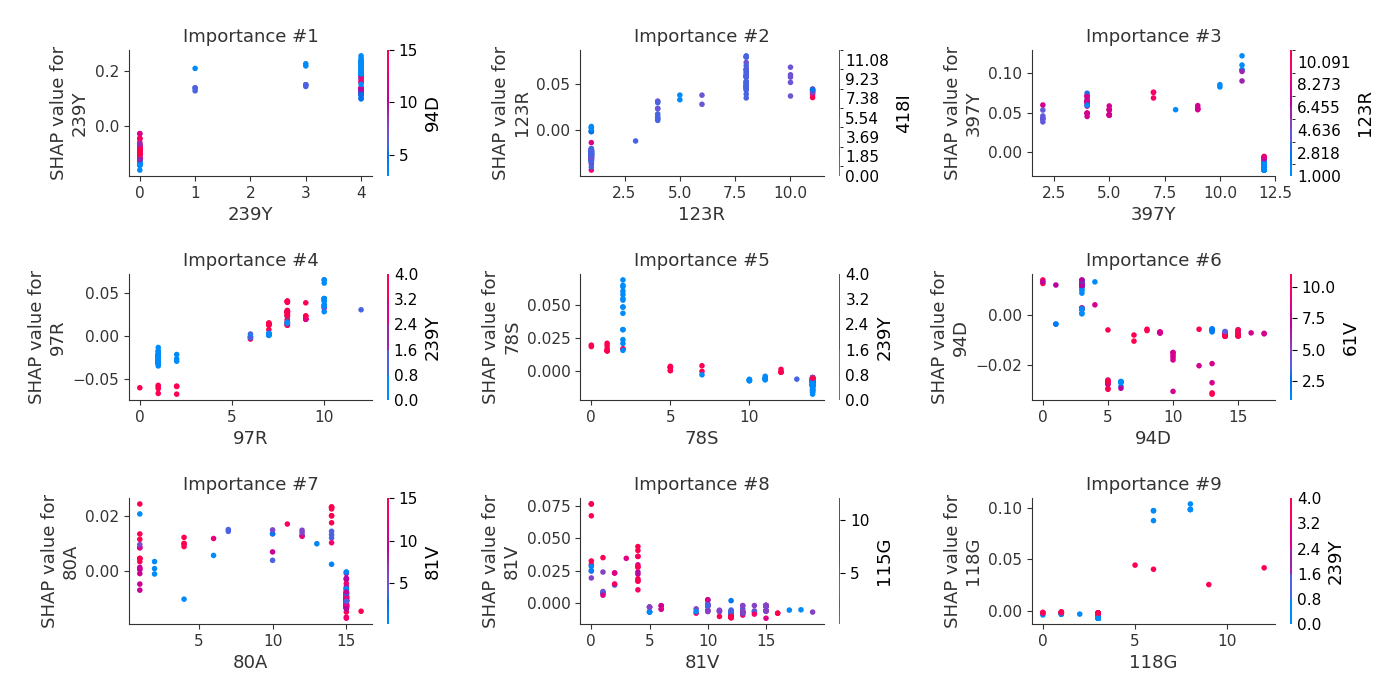 Importance #1
SHAP value for
239Y
0.2
0.0
0 1 2 3 4
239Y
15
10
5
94D
Importance #2
SHAP value for
123R
0.05
0.00
2.5 5.0 7.5 10.0
123R
11.08
9.23
7.38
5.54
3.69
1.85
0.00
418I
Importance #3
SHAP value for
397Y
0.10
0.05
0.00
2.5 5.0 7.5 10.0 12.5
397Y
10.091
8.273
6.455
4.636
2.818
1.000
123R
Importance #4
SHAP value for
97R
0.05
0.00
−0.05
0 5 10
97R
4.0
3.2
2.4
1.6
0.8
0.0
239Y
Importance #5
SHAP value for
78S
0.050
0.025
0.000
0 5 10
78S
4.0
3.2
2.4
1.6
0.8
0.0
239Y
Importance #6
SHAP value for
94D
0.00
−0.02
0 5 10 15
94D
10.0
7.5
5.0
2.5
61V
Importance #7
SHAP value for
80A
0.02
0.00
5 10 15
80A
15
10
5
81V
Importance #8
SHAP value for
81V
0.075
0.050
0.025
0.000
0 5 10 15
81V
10
5
115G
Importance #9
SHAP value for
118G
0.10
0.05
0.00
0 5 10
118G
4.0
3.2
2.4
1.6
0.8
0.0
239Y